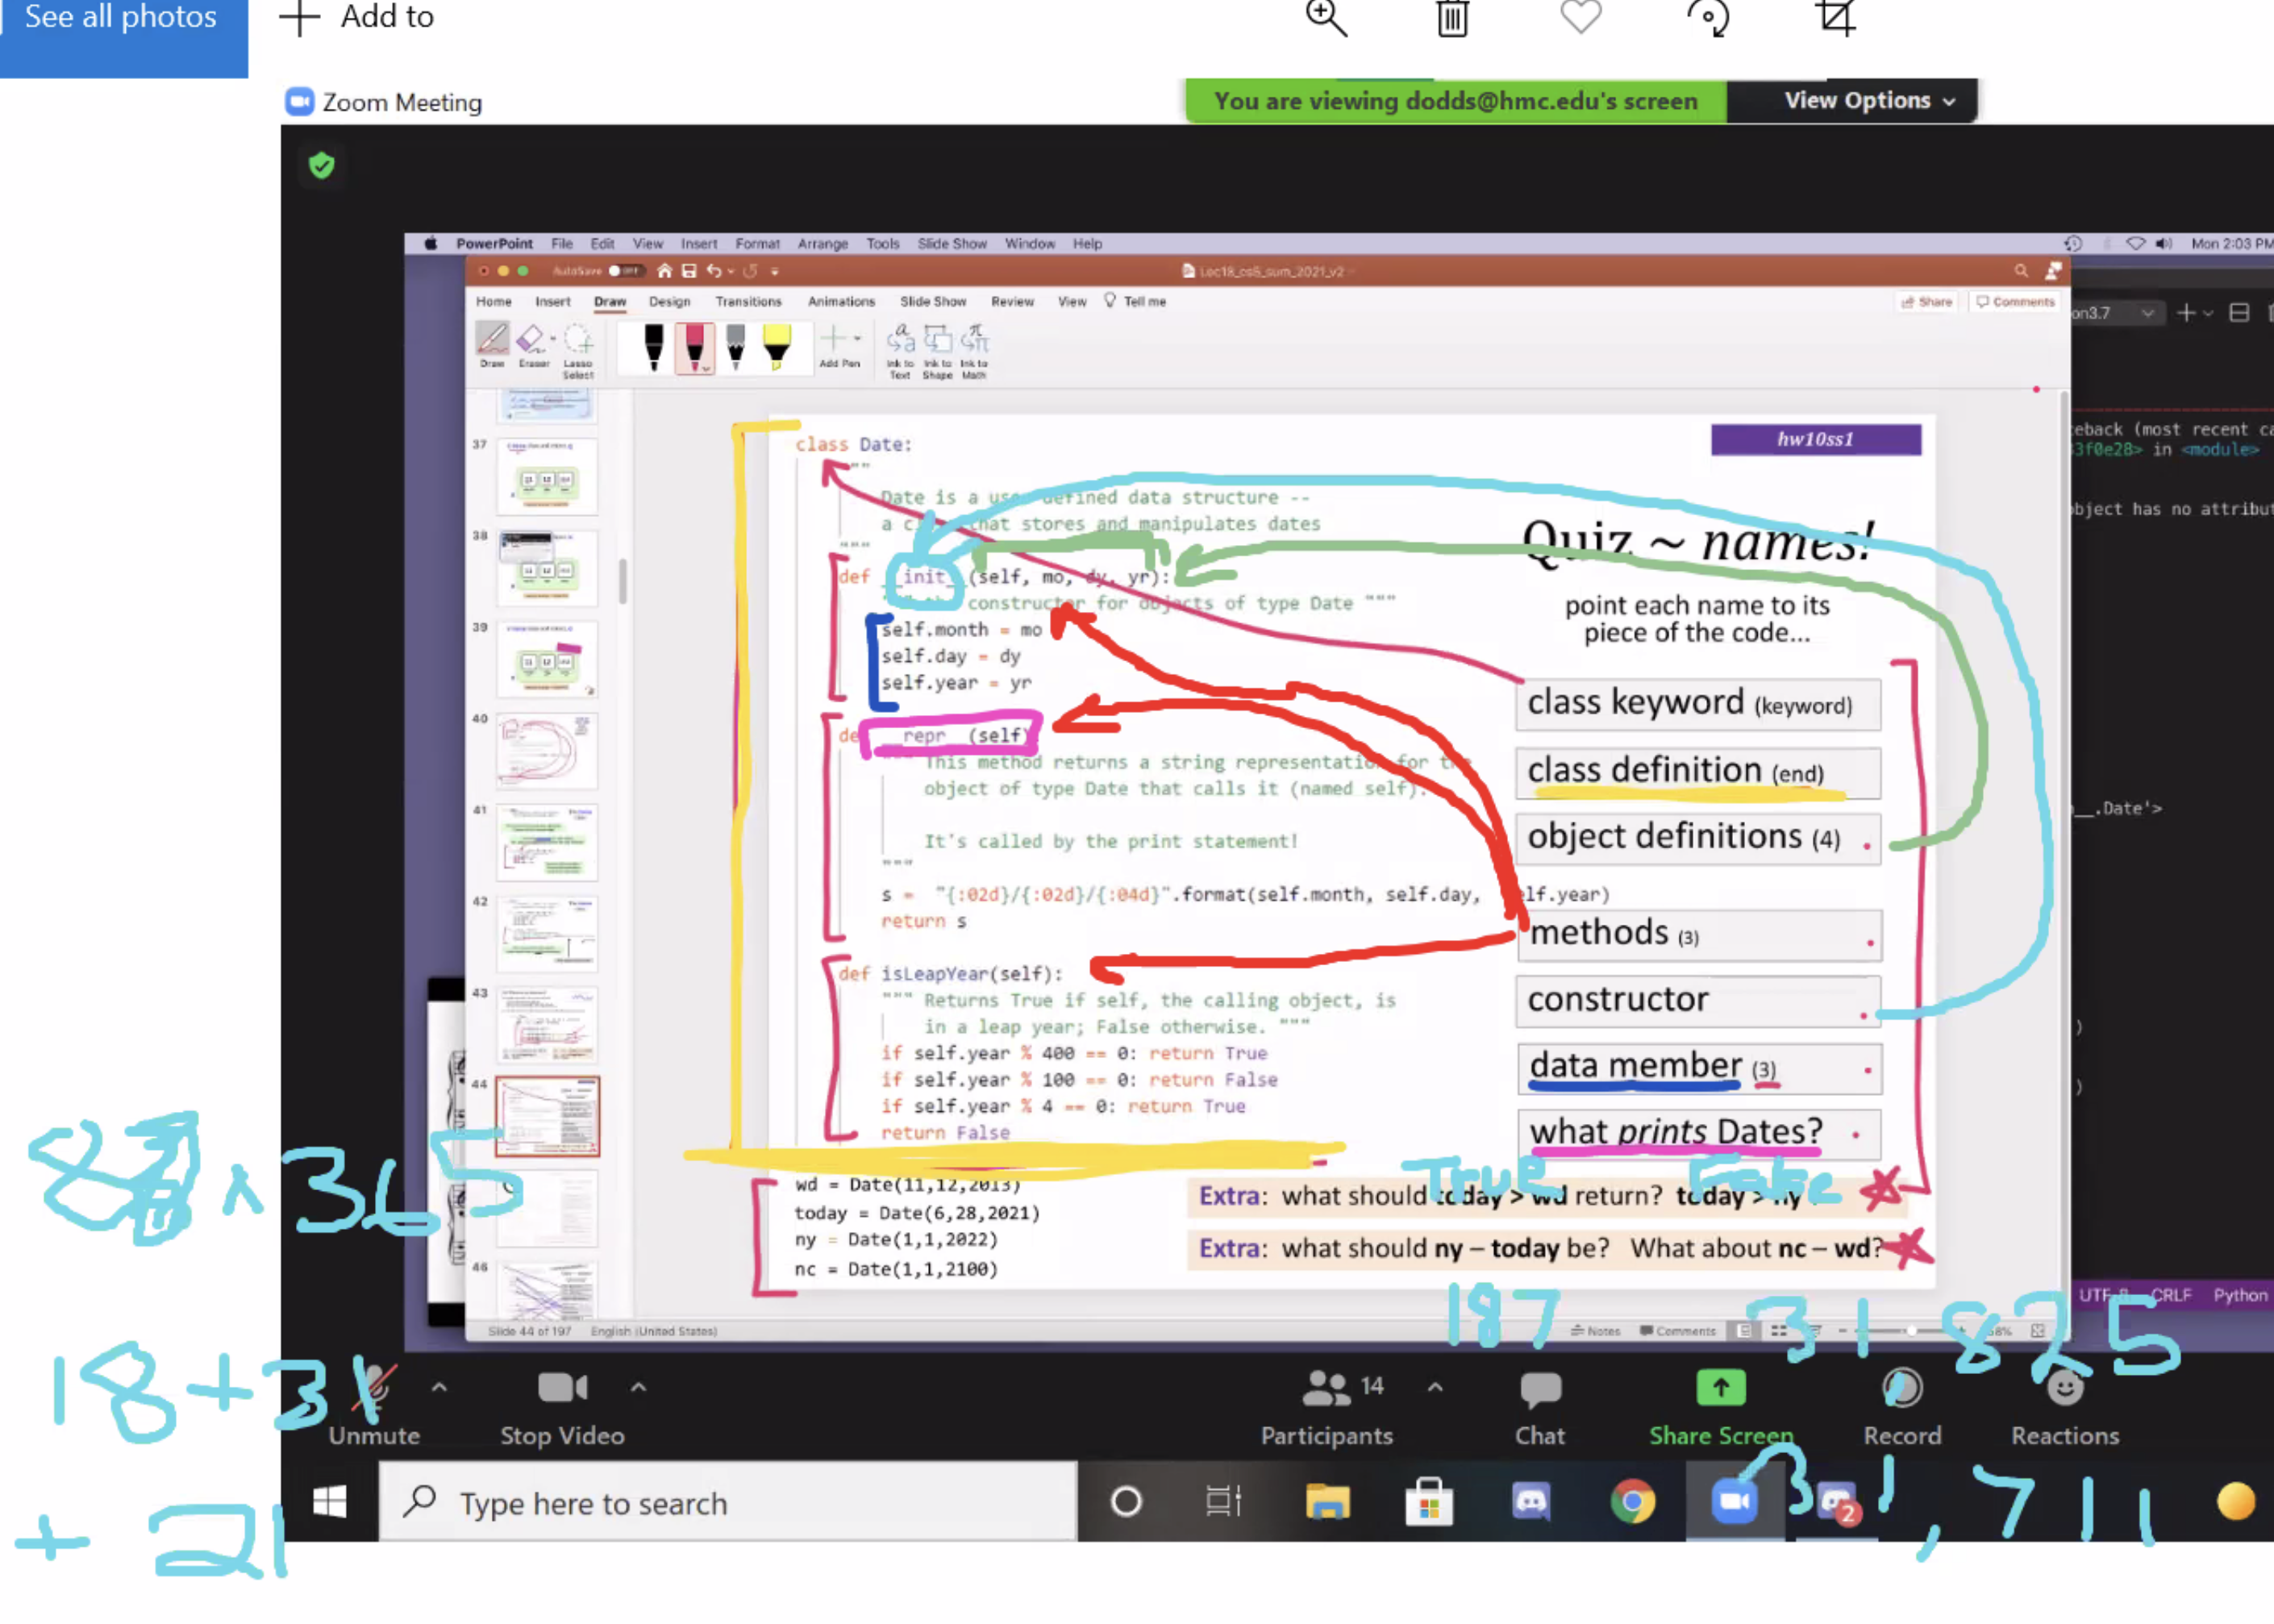 See all photos
Add to
Zoom Meeting
You are viewing dodds@hmc.edu's screen
View Options
PowerPoint File Edit View Insert Format Arrange Tools Slide Show Window Help
Mon 2:03 PM
AutoSave OFF
Lec18_cs5_sum_2021_v2
Home Insert Draw Design Transitions Animations Slide Show Review View Tell me
Share
Comments
Draw
Eraser
Lasso Select
Add Pen
Ink to Text
Ink to Shape
Ink to Math
on3.7
37
38
39
40
41
42
43
44
46
class Date:
"""
Date is a user defined data structure --
a class that stores and manipulates dates
"""
def __init__(self, mo, dy, yr):
""" the constructor for objects of type Date """
self.month = mo
self.day = dy
self.year = yr
def __repr__(self)
""" This method returns a string representation for the
object of type Date that calls it (named self).
It's called by the print statement!
"""
s = "{:02d}/{:02d}/{:04d}".format(self.month, self.day, self.year)
return s
def isLeapYear(self):
""" Returns True if self, the calling object, is
in a leap year; False otherwise. """
if self.year % 400 == 0: return True
if self.year % 100 == 0: return False
if self.year % 4 == 0: return True
return False
wd = Date(11,12,2013)
today = Date(6,28,2021)
ny = Date(1,1,2022)
nc = Date(1,1,2100)
hw10ss1
Quiz ~ names!
point each name to its
piece of the code...
class keyword (keyword)
class definition (end)
object definitions (4)
methods (3)
constructor
data member (3)
what prints Dates?
True
False
Extra: what should today > wd return? today > ny
Extra: what should ny – today be? What about nc – wd?
187
31,825
31,711
x 365
18+31
+ 21
eback (most recent ca
3f0e28> in <module>
bject has no attribut
__.Date'>
)
)
UTF-8 CRLF Python
Slide 44 of 197
English (United States)
Notes
Comments
Unmute
Stop Video
Participants
14
Chat
Share Screen
Record
Reactions
Type here to search
2